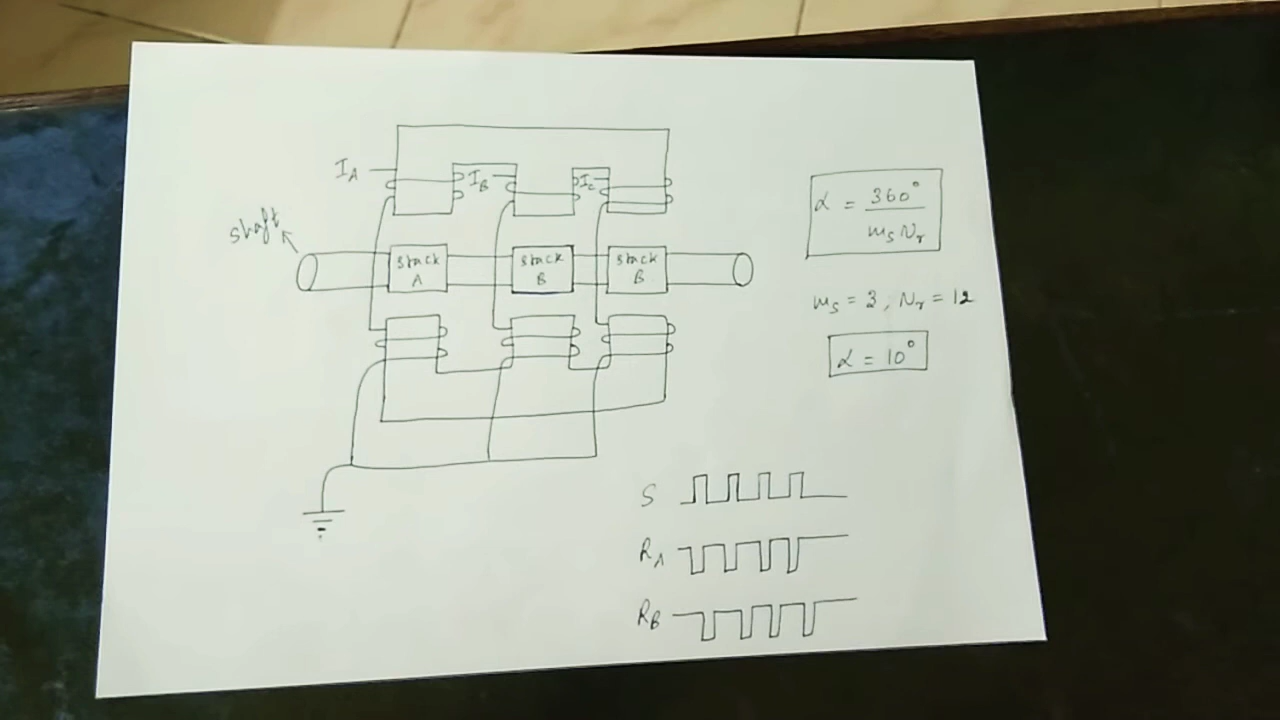 I_A
I_B
I_C
shaft
Stack A
Stack B
Stack B
α = 360° / m_s N_r
m_s = 3, N_r = 12
α = 10°
S
R_A
R_B